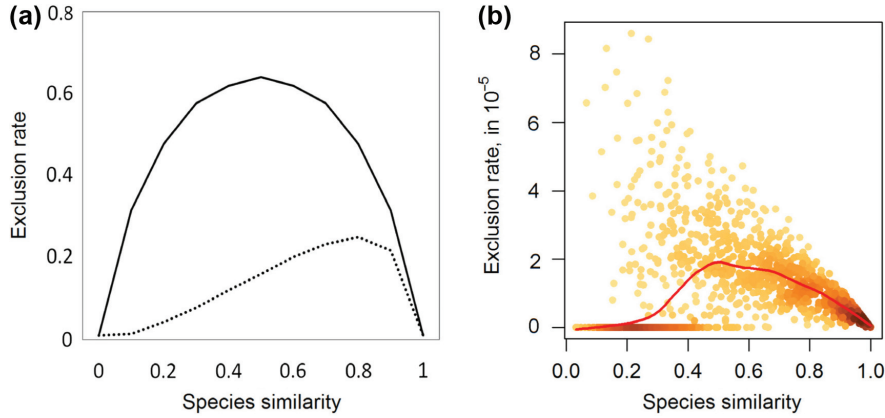 (a)
Exclusion rate
0.8
0.6
0.4
0.2
0
0 0.2 0.4 0.6 0.8 1
Species similarity
(b)
Exclusion rate, in 10⁻⁵
8
6
4
2
0
0.0 0.2 0.4 0.6 0.8 1.0
Species similarity